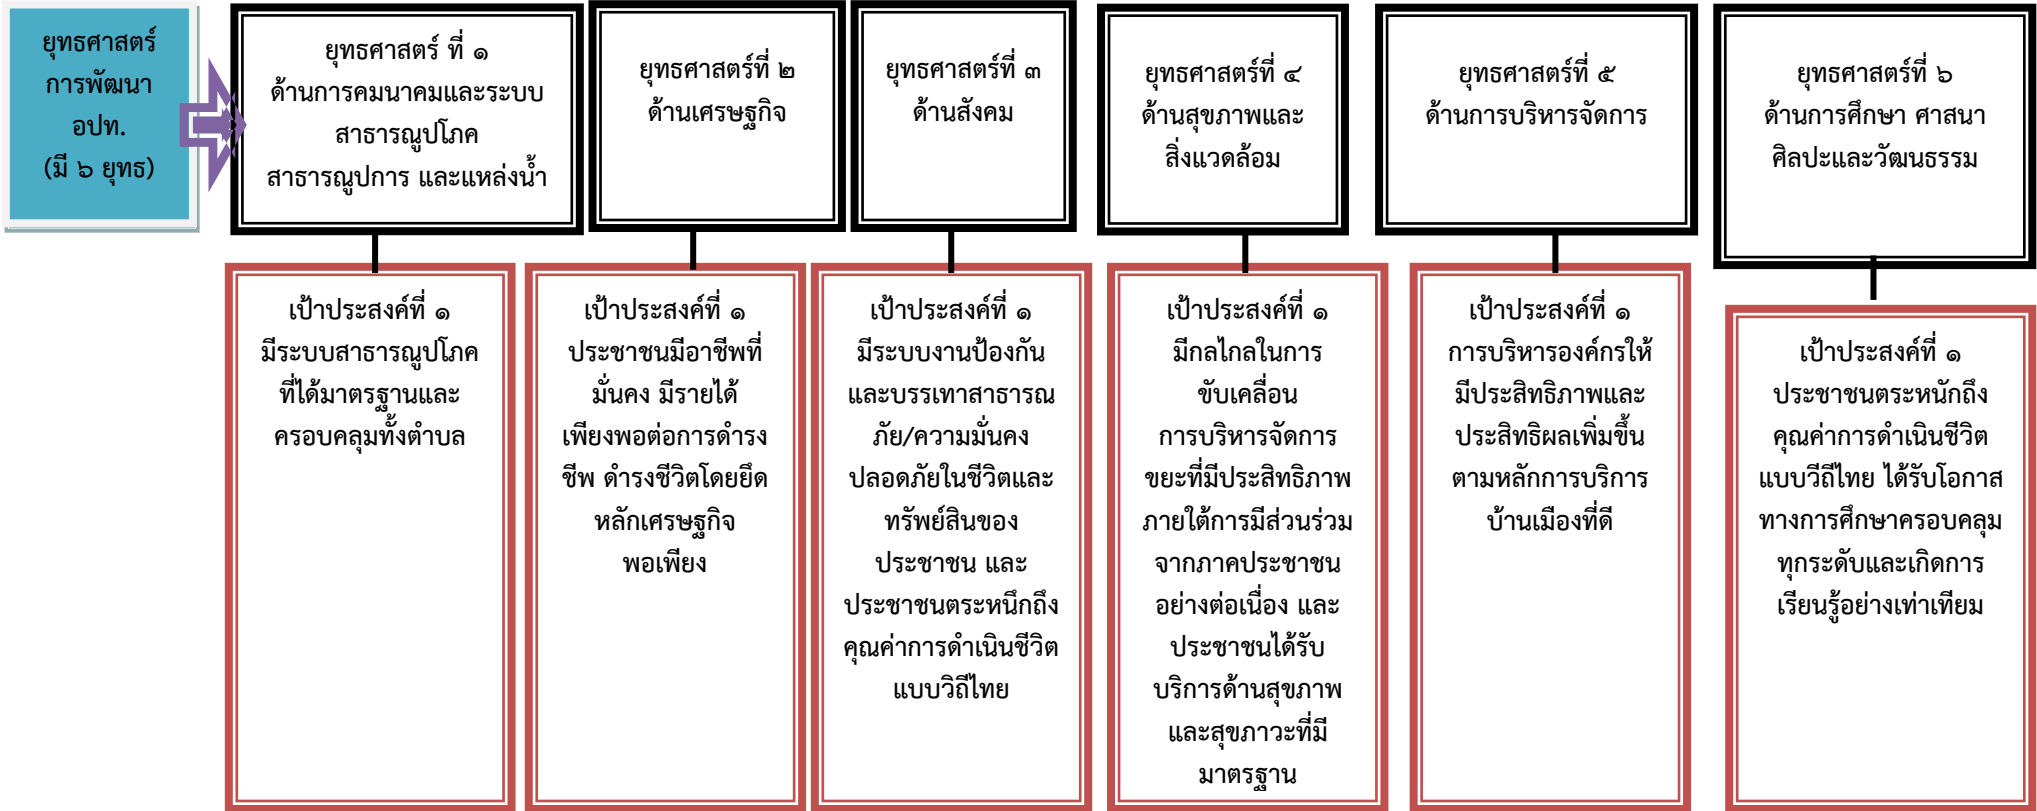 ยุทธศาสตร์
การพัฒนา
อปท.
(มี ๖ ยุทธ)
ยุทธศาสตร์ ที่ ๑
ด้านการคมนาคมและระบบ
สาธารณูปโภค
สาธารณูปการ และแหล่งน้ำ
ยุทธศาสตร์ที่ ๒
ด้านเศรษฐกิจ
ยุทธศาสตร์ที่ ๓
ด้านสังคม
ยุทธศาสตร์ที่ ๔
ด้านสุขภาพและ
สิ่งแวดล้อม
ยุทธศาสตร์ที่ ๕
ด้านการบริหารจัดการ
ยุทธศาสตร์ที่ ๖
ด้านการศึกษา ศาสนา
ศิลปะและวัฒนธรรม
เป้าประสงค์ที่ ๑
มีระบบสาธารณูปโภค
ที่ได้มาตรฐานและ
ครอบคลุมทั้งตำบล
เป้าประสงค์ที่ ๑
ประชาชนมีอาชีพที่
มั่นคง มีรายได้
เพียงพอต่อการดำรง
ชีพ ดำรงชีวิตโดยยึด
หลักเศรษฐกิจ
พอเพียง
เป้าประสงค์ที่ ๑
มีระบบงานป้องกัน
และบรรเทาสาธารณ
ภัย/ความมั่นคง
ปลอดภัยในชีวิตและ
ทรัพย์สินของ
ประชาชน และ
ประชาชนตระหนึกถึง
คุณค่าการดำเนินชีวิต
แบบวิถีไทย
เป้าประสงค์ที่ ๑
มีกลไกลในการ
ขับเคลื่อน
การบริหารจัดการ
ขยะที่มีประสิทธิภาพ
ภายใต้การมีส่วนร่วม
จากภาคประชาชน
อย่างต่อเนื่อง และ
ประชาชนได้รับ
บริการด้านสุขภาพ
และสุขภาวะที่มี
มาตรฐาน
เป้าประสงค์ที่ ๑
การบริหารองค์กรให้
มีประสิทธิภาพและ
ประสิทธิผลเพิ่มขึ้น
ตามหลักการบริการ
บ้านเมืองที่ดี
เป้าประสงค์ที่ ๑
ประชาชนตระหนักถึง
คุณค่าการดำเนินชีวิต
แบบวีถีไทย ได้รับโอกาส
ทางการศึกษาครอบคลุม
ทุกระดับและเกิดการ
เรียนรู้อย่างเท่าเทียม